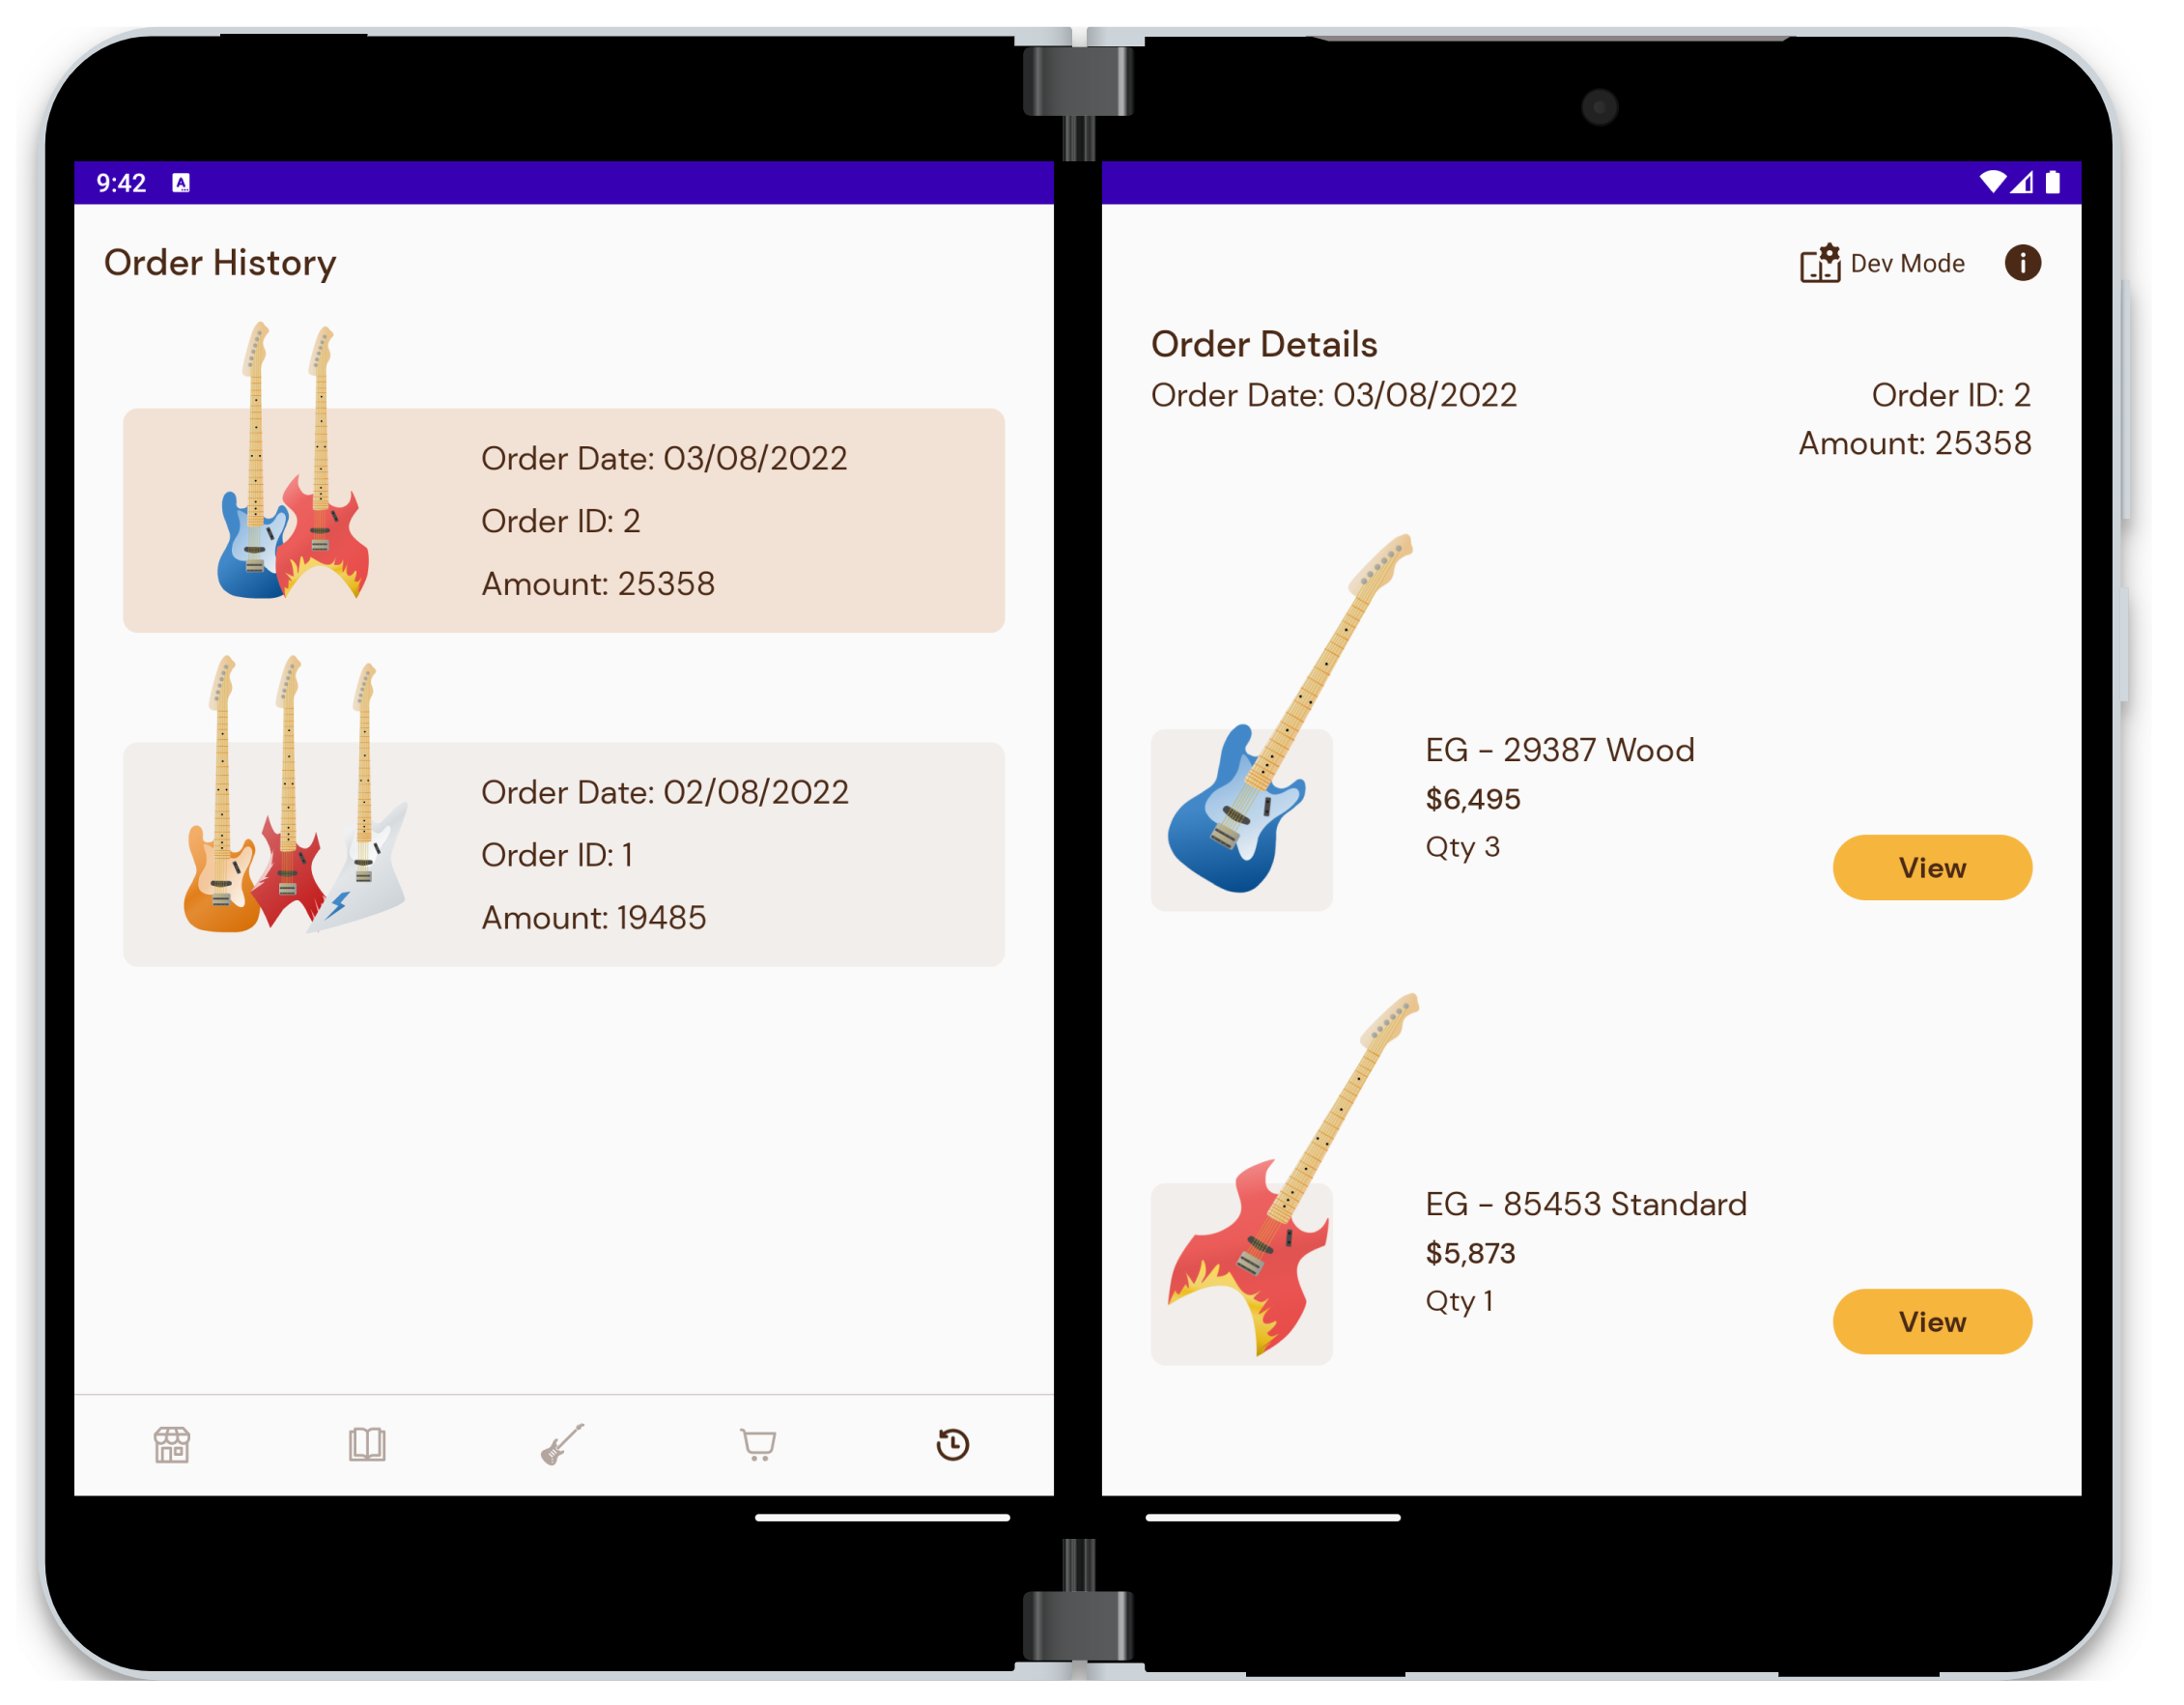 9:42
A
Order History
Order Date: 03/08/2022
Order ID: 2
Amount: 25358
Order Date: 02/08/2022
Order ID: 1
Amount: 19485
Dev Mode
i
Order Details
Order Date: 03/08/2022
Order ID: 2
Amount: 25358
EG - 29387 Wood
$6,495
Qty 3
View
EG - 85453 Standard
$5,873
Qty 1
View